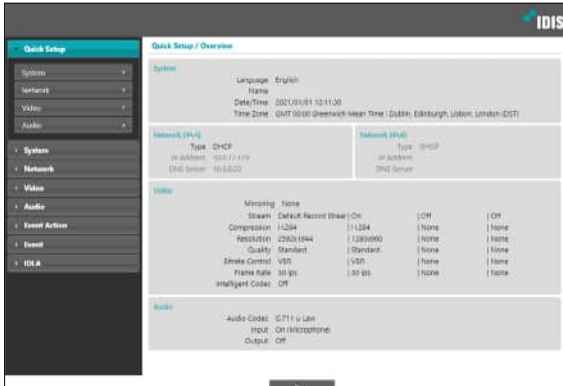 IDIS
Quick Setup
Quick Setup / Overview
System
Network
Video
Audio
System
Network
Video
Audio
Event Action
Event
IDLA
System
Language English
Name
Date/Time 2021/01/01 12:11:30
Time Zone GMT 00:00 Greenwich Mean Time : Dublin, Edinburgh, Lisbon, London (DST)
Network (IPv4)
Type DHCP
IP Address
DNS Server
Network (IPv6)
Type DHCP
IP Address
DNS Server
Video
Mirroring None
Stream Default Record Stream | On | Off | Off
Compression H.264 | H.264 | None | None
Resolution 2592x1944 | 1280x960 | None | None
Quality Standard | Standard | None | None
Bitrate Control VBR | VBR | None | None
Frame Rate 30 ips | 30 ips | None | None
Intelligent Codec Off
Audio
Audio Codec G.711 u Law
Input On (Microphone)
Output Off